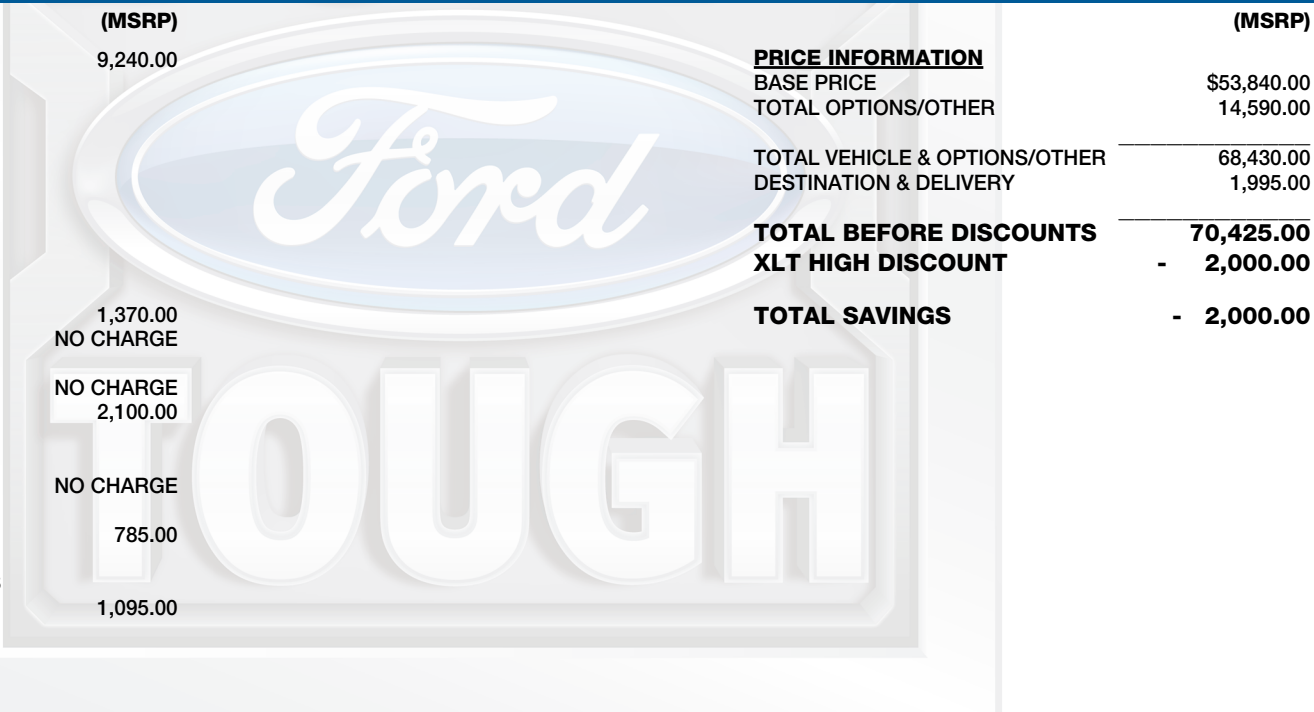 (MSRP)
9,240.00
1,370.00
NO CHARGE
NO CHARGE
2,100.00
NO CHARGE
785.00
1,095.00
Ford
TOUGH
(MSRP)
PRICE INFORMATION
BASE PRICE $53,840.00
TOTAL OPTIONS/OTHER 14,590.00
TOTAL VEHICLE & OPTIONS/OTHER 68,430.00
DESTINATION & DELIVERY 1,995.00
TOTAL BEFORE DISCOUNTS 70,425.00
XLT HIGH DISCOUNT - 2,000.00
TOTAL SAVINGS - 2,000.00